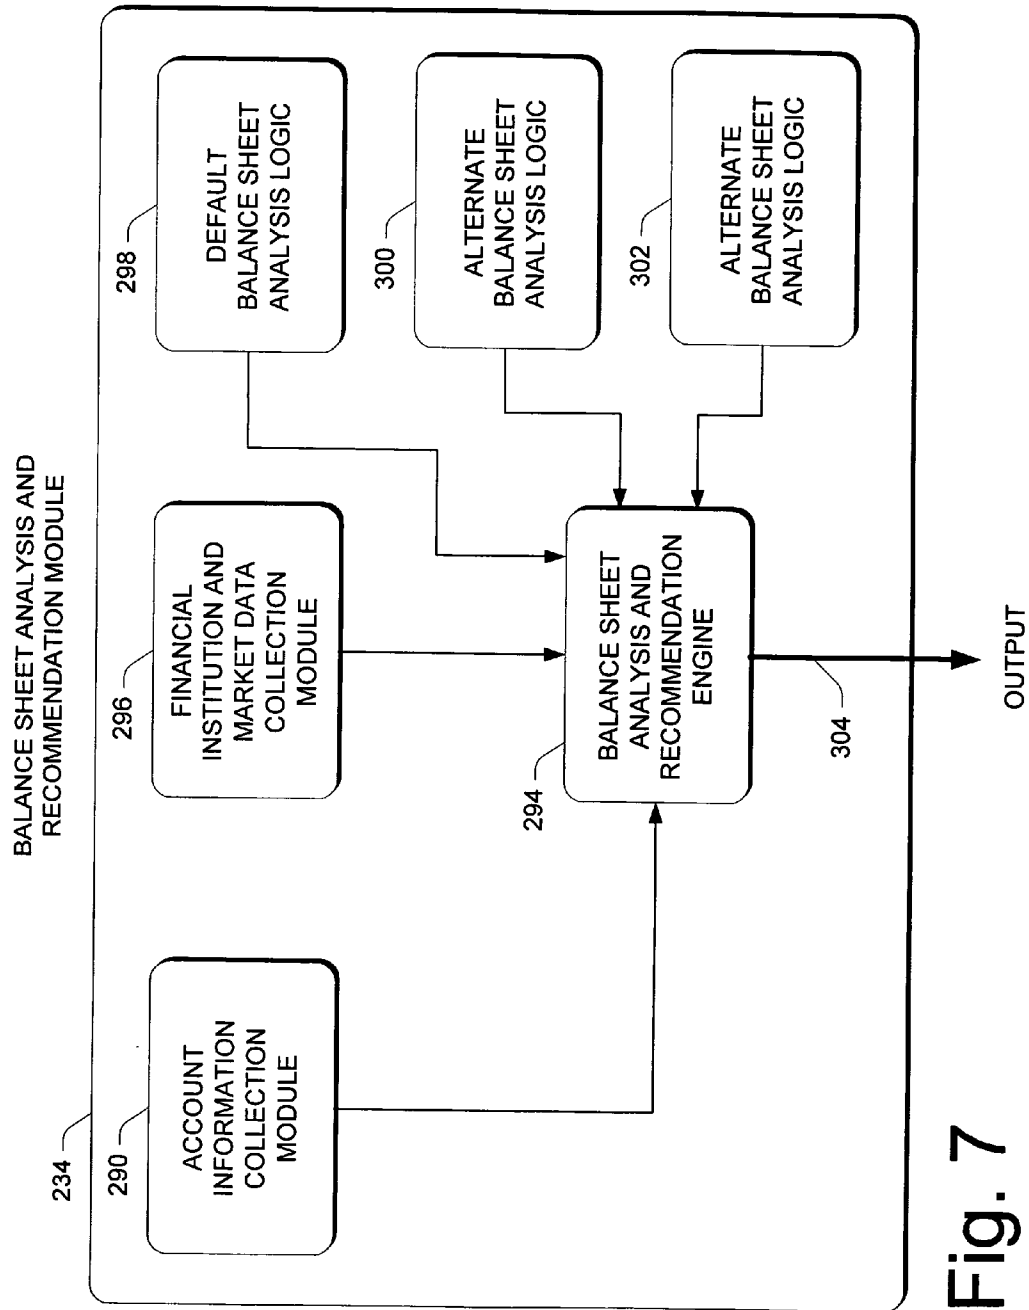 BALANCE SHEET ANALYSIS AND
RECOMMENDATION MODULE
234
290
ACCOUNT
INFORMATION
COLLECTION
MODULE
296
FINANCIAL
INSTITUTION AND
MARKET DATA
COLLECTION
MODULE
298
DEFAULT
BALANCE SHEET
ANALYSIS LOGIC
300
ALTERNATE
BALANCE SHEET
ANALYSIS LOGIC
302
ALTERNATE
BALANCE SHEET
ANALYSIS LOGIC
294
BALANCE SHEET
ANALYSIS AND
RECOMMENDATION
ENGINE
304
OUTPUT
Fig. 7